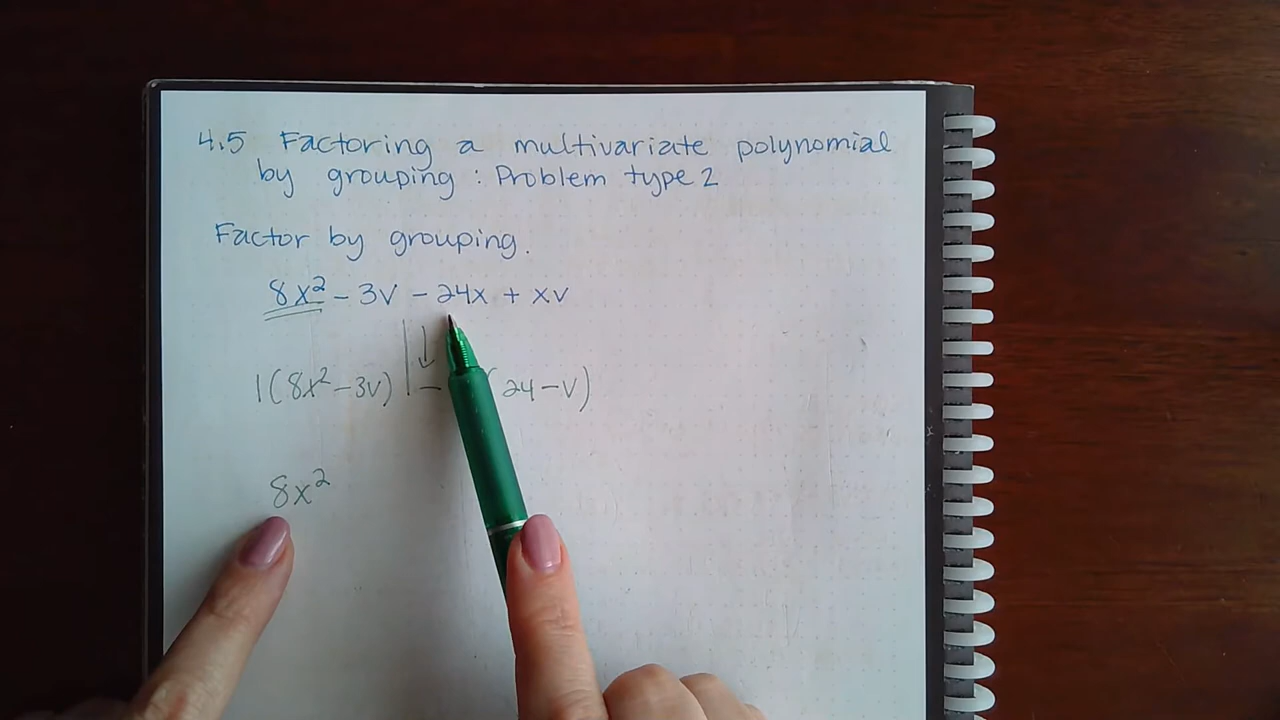 4.5 Factoring a multivariate polynomial
by grouping : Problem type 2
Factor by grouping.
8x² - 3v - 24x + xv
1(8x² - 3v) | - (24 - v)
8x²